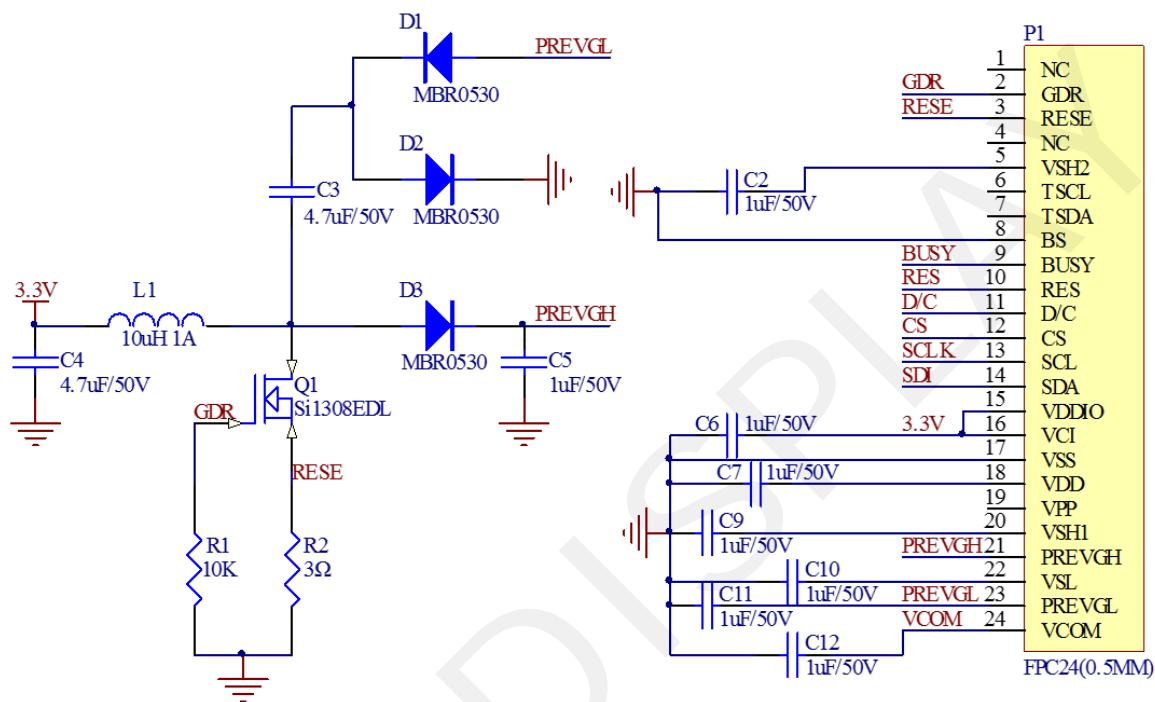 D1
PREVGL
MBR0530
D2
MBR0530
C3
4.7uF/50V
3.3V
L1
10uH 1A
D3
PREVGH
MBR0530
C4
4.7uF/50V
C5
1uF/50V
Q1
Si1308EDL
GDR
RESE
R1
10K
R2
3Ω
P1
1 NC
GDR 2 GDR
RESE 3 RESE
4 NC
5 VSH2
C2
1uF/50V
6 TSCL
7 TSDA
8 BS
BUSY 9 BUSY
RES 10 RES
D/C 11 D/C
CS 12 CS
SCLK 13 SCL
SDI 14 SDA
15 VDDIO
C6 1uF/50V 3.3V 16 VCI
17 VSS
C7 1uF/50V 18 VDD
19 VPP
C9 20 VSH1
1uF/50V
PREVGH 21 PREVGH
C10 22 VSL
1uF/50V
C11 PREVGL 23 PREVGL
1uF/50V
VCOM 24 VCOM
C12
1uF/50V
FPC24(0.5MM)
DISPLAY